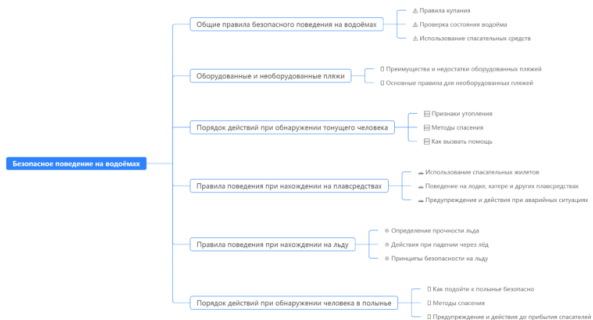 Безопасное поведение на водоёмах
Общие правила безопасного поведения на водоёмах
Правила купания
Проверка состояния водоёма
Использование спасательных средств
Оборудованные и необорудованные пляжи
Преимущества и недостатки оборудованных пляжей
Основные правила для необорудованных пляжей
Порядок действий при обнаружении тонущего человека
Признаки утопления
Методы спасения
Как вызвать помощь
Правила поведения при нахождении на плавсредствах
Использование спасательных жилетов
Поведение на лодке, катере и других плавсредствах
Предупреждение и действия при аварийных ситуациях
Правила поведения при нахождении на льду
Определение прочности льда
Действия при падении через лёд
Принципы безопасности на льду
Порядок действий при обнаружении человека в полынье
Как подойти к полынье безопасно
Методы спасения
Предупреждение и действия до прибытия спасателей